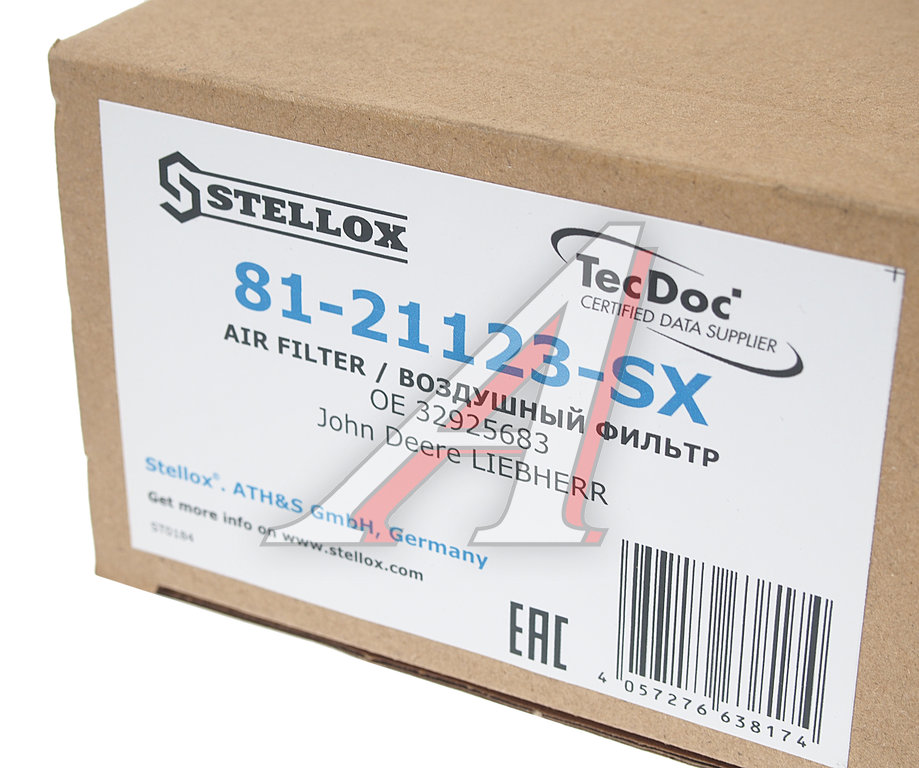 STELLOX
TecDoc
CERTIFIED DATA SUPPLIER
81-21123-SX
AIR FILTER / ВОЗДУШНЫЙ ФИЛЬТР
OE 32925683
John Deere LIEBHERR
Stellox®. ATH&S GmbH, Germany
Get more info on www.stellox.com
ST0184
EAC
4 057276 638174